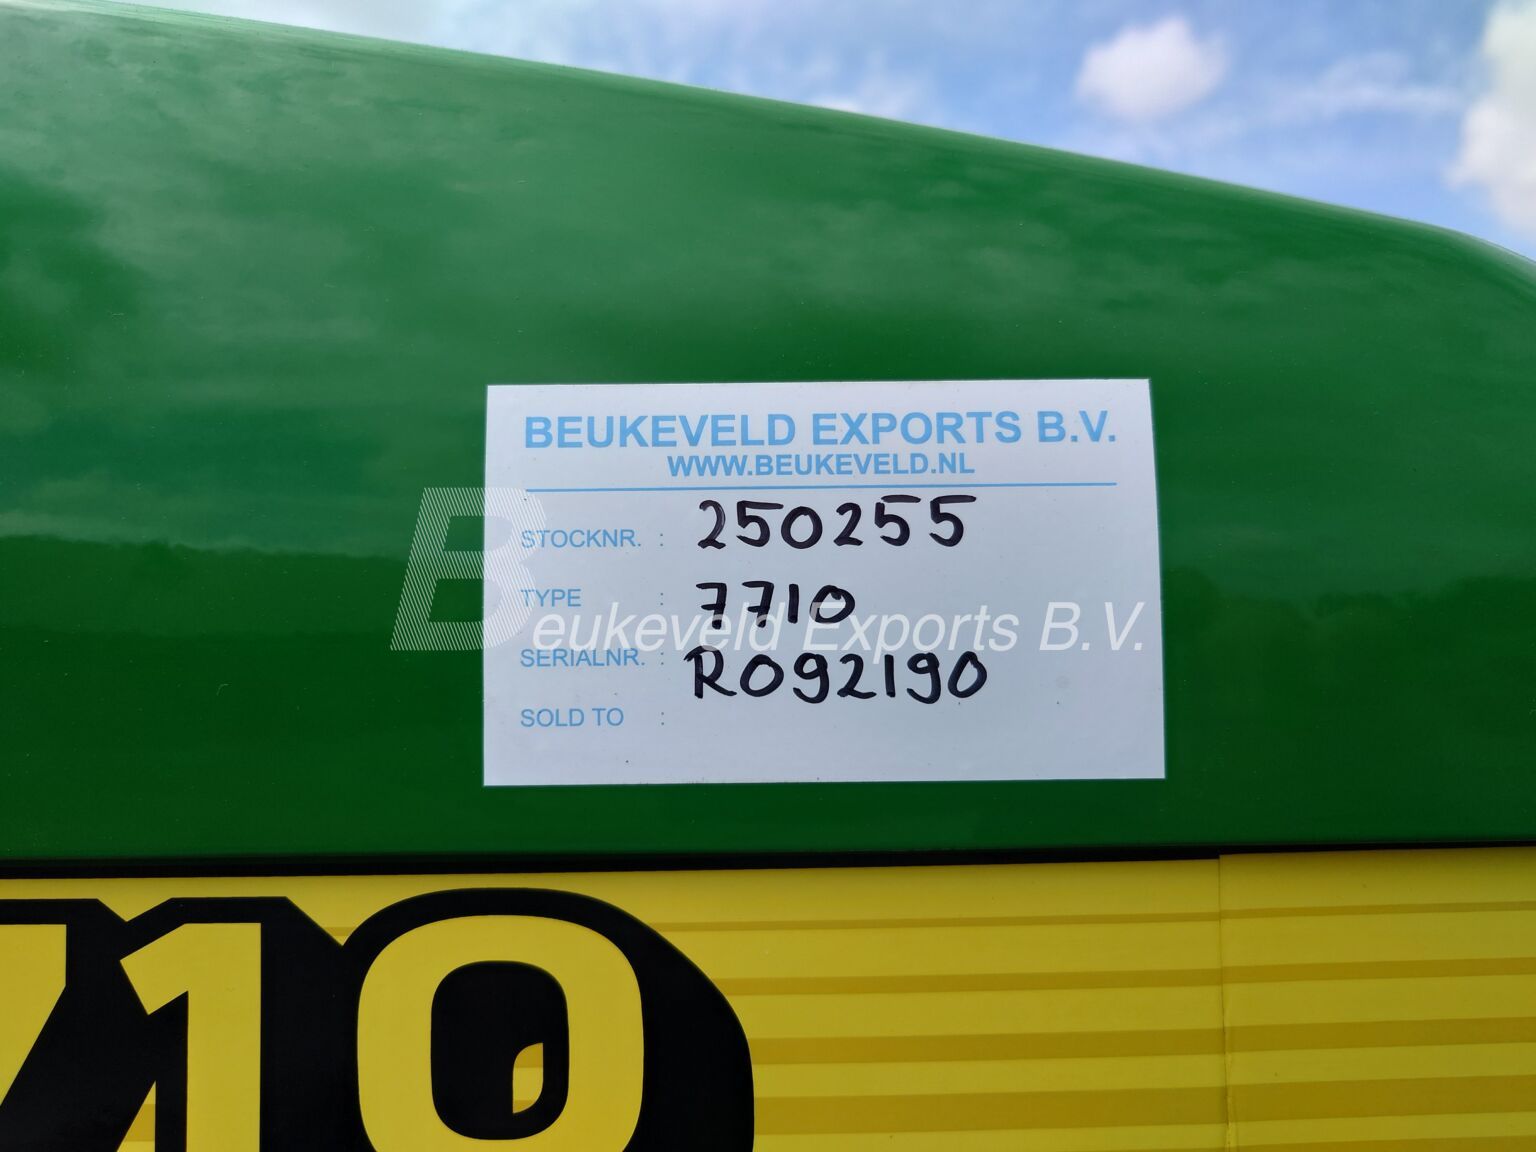 BEUKEVELD EXPORTS B.V.
WWW.BEUKEVELD.NL
STOCKNR. : 250255
TYPE : 7710
Beukeveld Exports B.V.
SERIALNR. : R092190
SOLD TO :
710